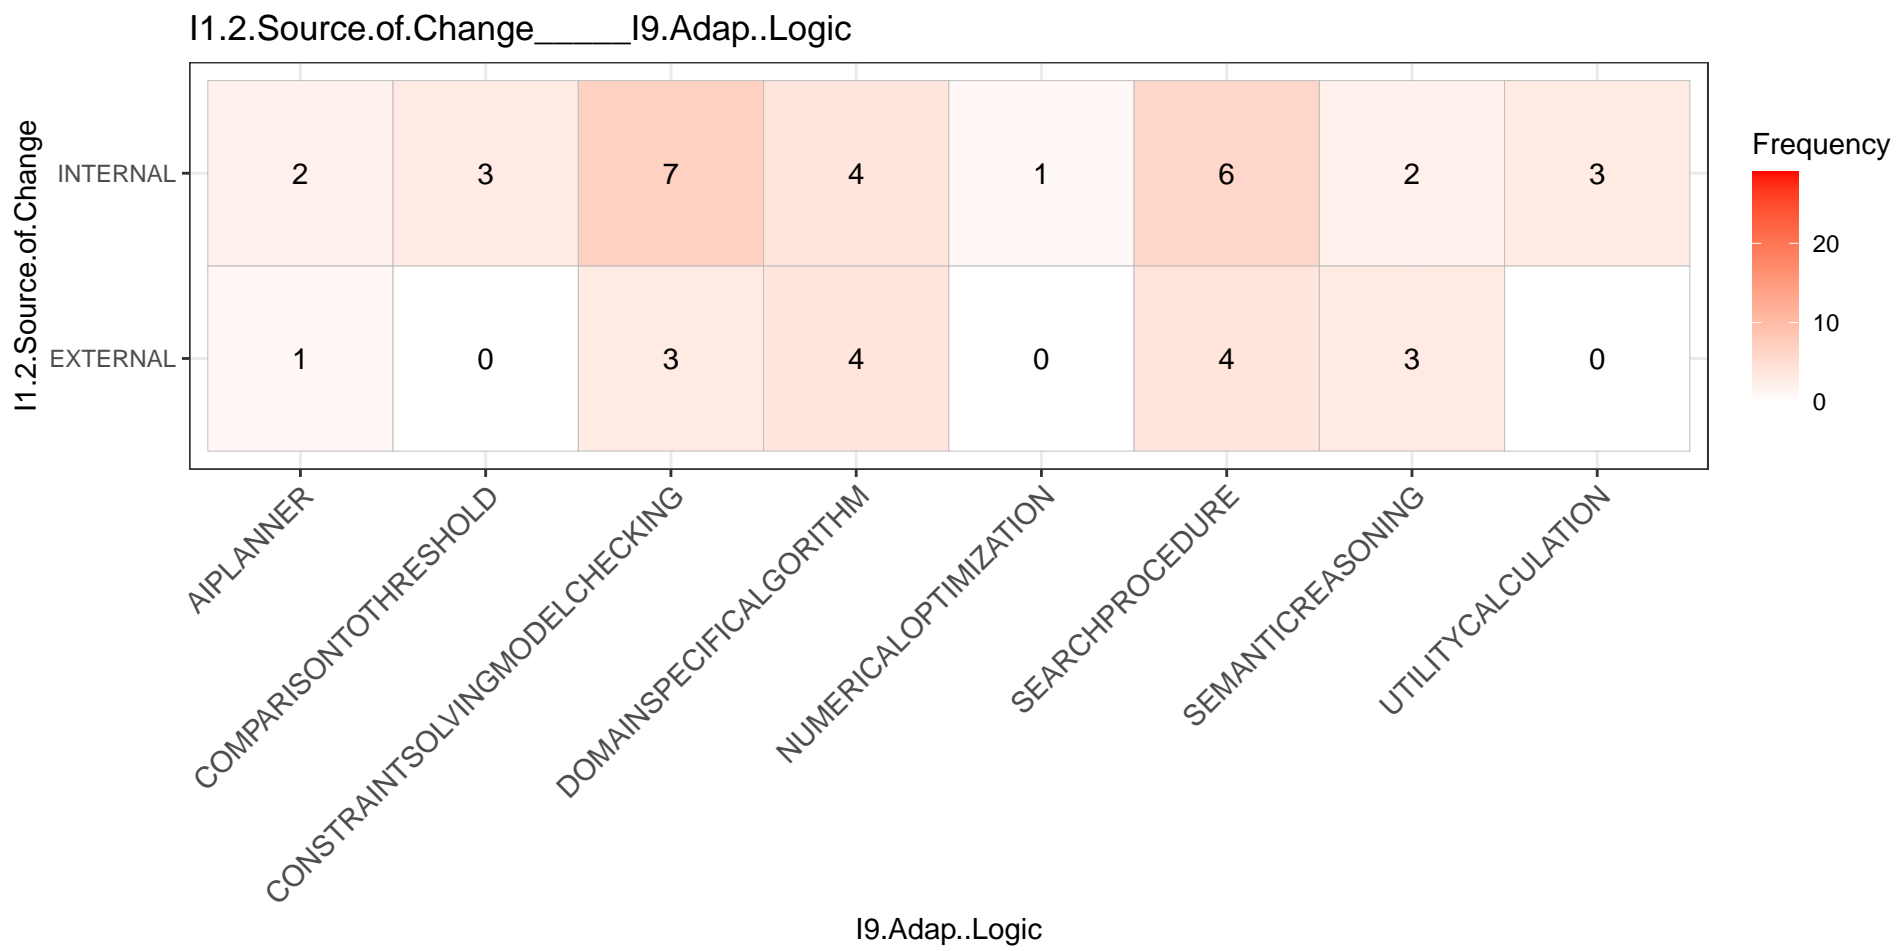 I1.2.Source.of.Change_____I9.Adap..Logic
I1.2.Source.of.Change
INTERNAL
2 3 7 4 1 6 2 3
EXTERNAL
1 0 3 4 0 4 3 0
AIPLANNER
COMPARISONTOTHRESHOLD
CONSTRAINTSOLVINGMODELCHECKING
DOMAINSPECIFICALGORITHM
NUMERICALOPTIMIZATION
SEARCHPROCEDURE
SEMANTICREASONING
UTILITYCALCULATION
I9.Adap..Logic
Frequency
20
10
0